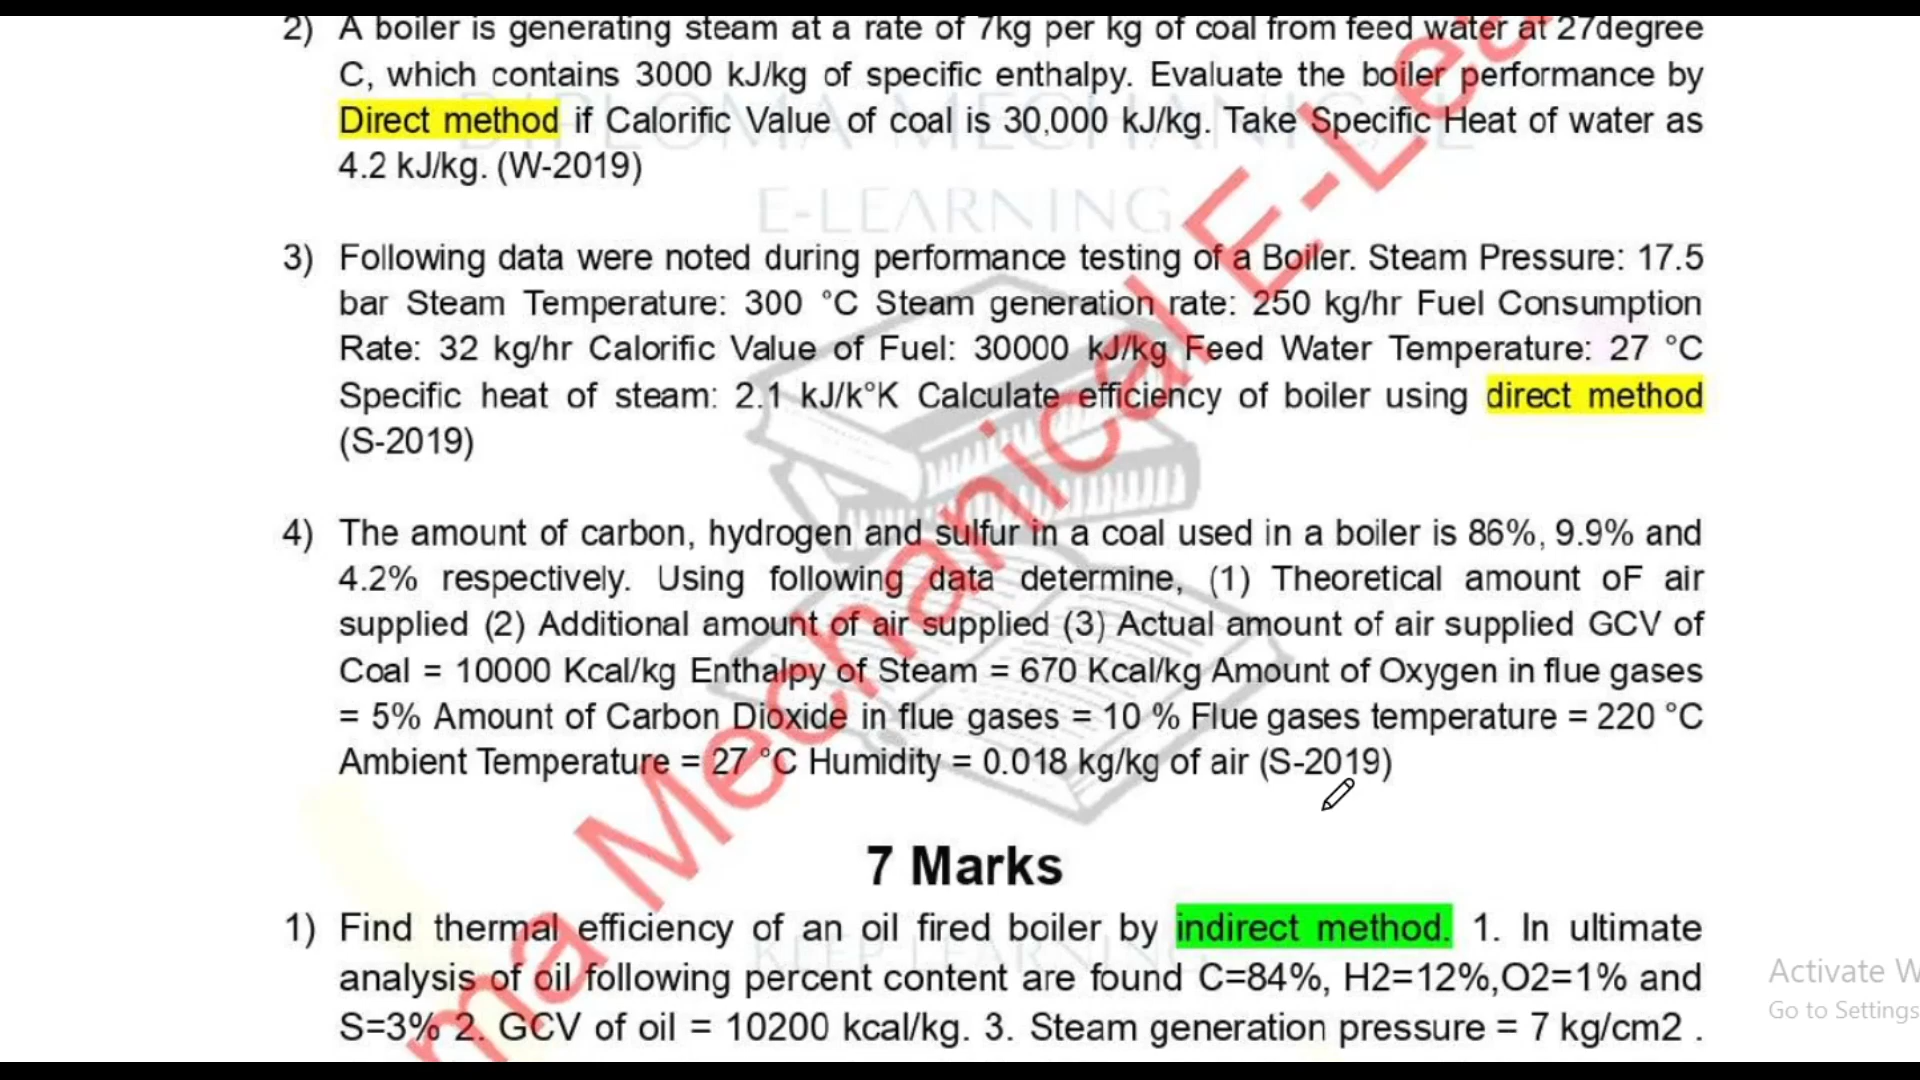 2) A boiler is generating steam at a rate of 7kg per kg of coal from feed water at 27degree
C, which contains 3000 kJ/kg of specific enthalpy. Evaluate the boiler performance by
Direct method if Calorific Value of coal is 30,000 kJ/kg. Take Specific Heat of water as
4.2 kJ/kg. (W-2019)
DIPLOMA MECHANICAL
E-LEARNING
3) Following data were noted during performance testing of a Boiler. Steam Pressure: 17.5
bar Steam Temperature: 300 °C Steam generation rate: 250 kg/hr Fuel Consumption
Rate: 32 kg/hr Calorific Value of Fuel: 30000 kJ/kg Feed Water Temperature: 27 °C
Specific heat of steam: 2.1 kJ/k°K Calculate efficiency of boiler using direct method
(S-2019)
4) The amount of carbon, hydrogen and sulfur in a coal used in a boiler is 86%, 9.9% and
4.2% respectively. Using following data determine, (1) Theoretical amount oF air
supplied (2) Additional amount of air supplied (3) Actual amount of air supplied GCV of
Coal = 10000 Kcal/kg Enthalpy of Steam = 670 Kcal/kg Amount of Oxygen in flue gases
= 5% Amount of Carbon Dioxide in flue gases = 10 % Flue gases temperature = 220 °C
Ambient Temperature = 27 °C Humidity = 0.018 kg/kg of air (S-2019)
ma Mechanical E-Lea
7 Marks
1) Find thermal efficiency of an oil fired boiler by indirect method. 1. In ultimate
analysis of oil following percent content are found C=84%, H2=12%,O2=1% and
S=3% 2. GCV of oil = 10200 kcal/kg. 3. Steam generation pressure = 7 kg/cm2 .
KEEP LEARNING
Activate W
Go to Settings